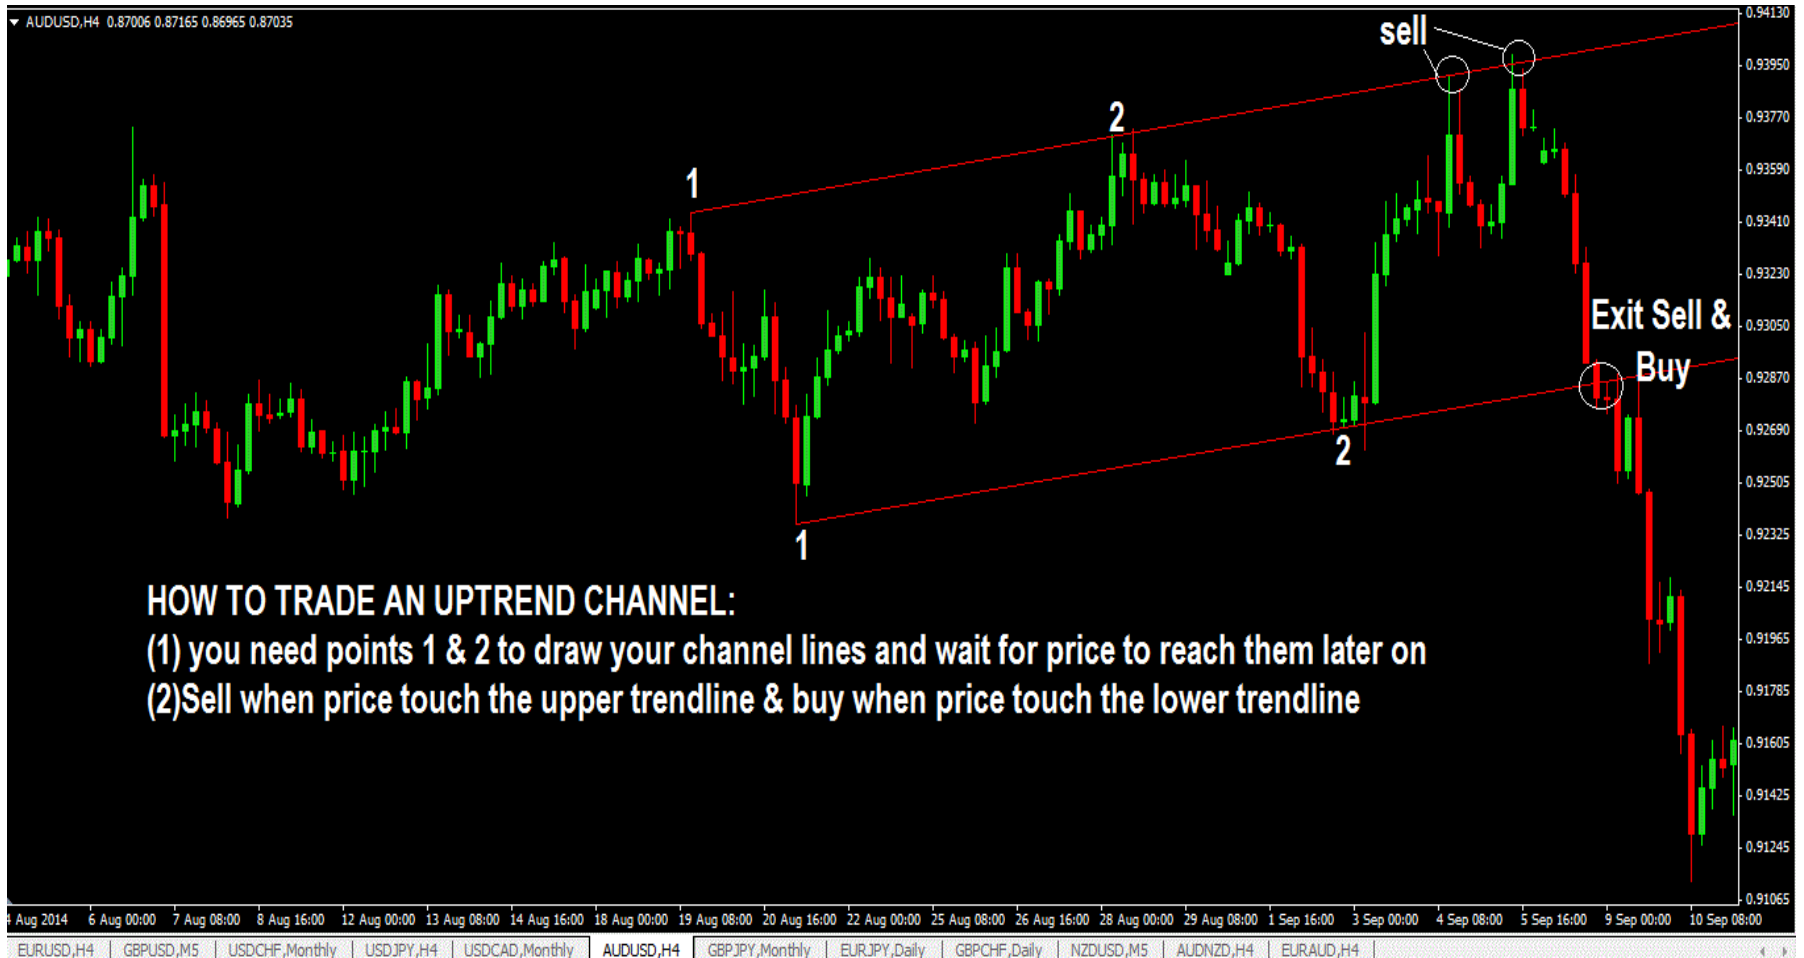 AUDUSD,H4 0.87006 0.87165 0.86965 0.87035
sell
0.94130
0.93950
0.93770
0.93590
0.93410
0.93230
0.93050
0.92870
0.92690
0.92505
0.92325
0.92145
0.91965
0.91785
0.91605
0.91425
0.91245
0.91065
2
1
Exit Sell &
Buy
2
1
HOW TO TRADE AN UPTREND CHANNEL:
(1) you need points 1 & 2 to draw your channel lines and wait for price to reach them later on
(2)Sell when price touch the upper trendline & buy when price touch the lower trendline
4 Aug 2014 6 Aug 00:00 7 Aug 08:00 8 Aug 16:00 12 Aug 00:00 13 Aug 08:00 14 Aug 16:00 18 Aug 00:00 19 Aug 08:00 20 Aug 16:00 22 Aug 00:00 25 Aug 08:00 26 Aug 16:00 28 Aug 00:00 29 Aug 08:00 1 Sep 16:00 3 Sep 00:00 4 Sep 08:00 5 Sep 16:00 9 Sep 00:00 10 Sep 08:00
EURUSD,H4 GBPUSD,M5 USDCHF,Monthly USDJPY,H4 USDCAD,Monthly AUDUSD,H4 GBPJPY,Monthly EURJPY,Daily GBPCHF,Daily NZDUSD,M5 AUDNZD,H4 EURAUD,H4